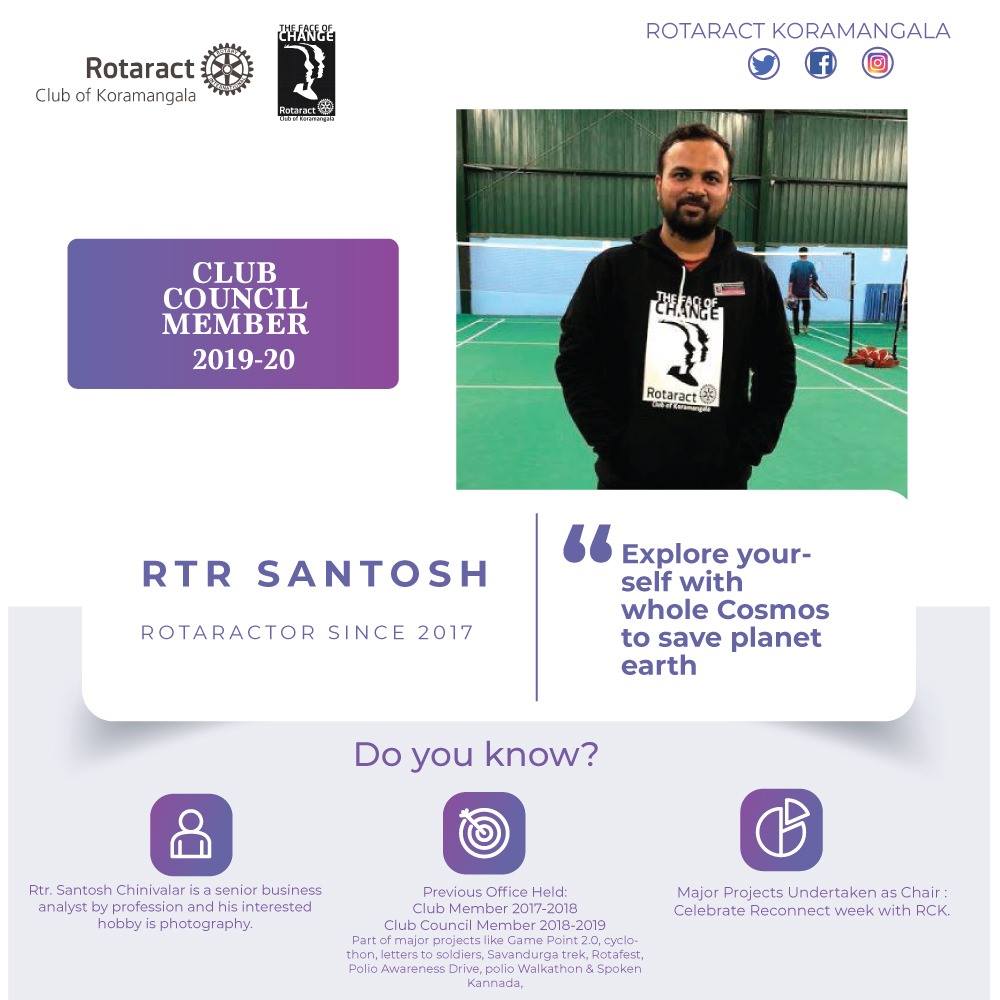 THE FACE OF
CHANGE
Rotaract
Club of Koramangala
Rotaract
Club of Koramangala
ROTARACT KORAMANGALA
CLUB
COUNCIL
MEMBER
2019-20
THE FACE OF
CHANGE
Rotaract
Club of Koramangala
RTR SANTOSH
ROTARACTOR SINCE 2017
“ Explore your-
self with
whole Cosmos
to save planet
earth
Do you know?
Rtr. Santosh Chinivalar is a senior business
analyst by profession and his interested
hobby is photography.
Previous Office Held:
Club Member 2017-2018
Club Council Member 2018-2019
Part of major projects like Game Point 2.0, cyclo-
thon, letters to soldiers, Savandurga trek, Rotafest,
Polio Awareness Drive, polio Walkathon & Spoken
Kannada,
Major Projects Undertaken as Chair :
Celebrate Reconnect week with RCK.